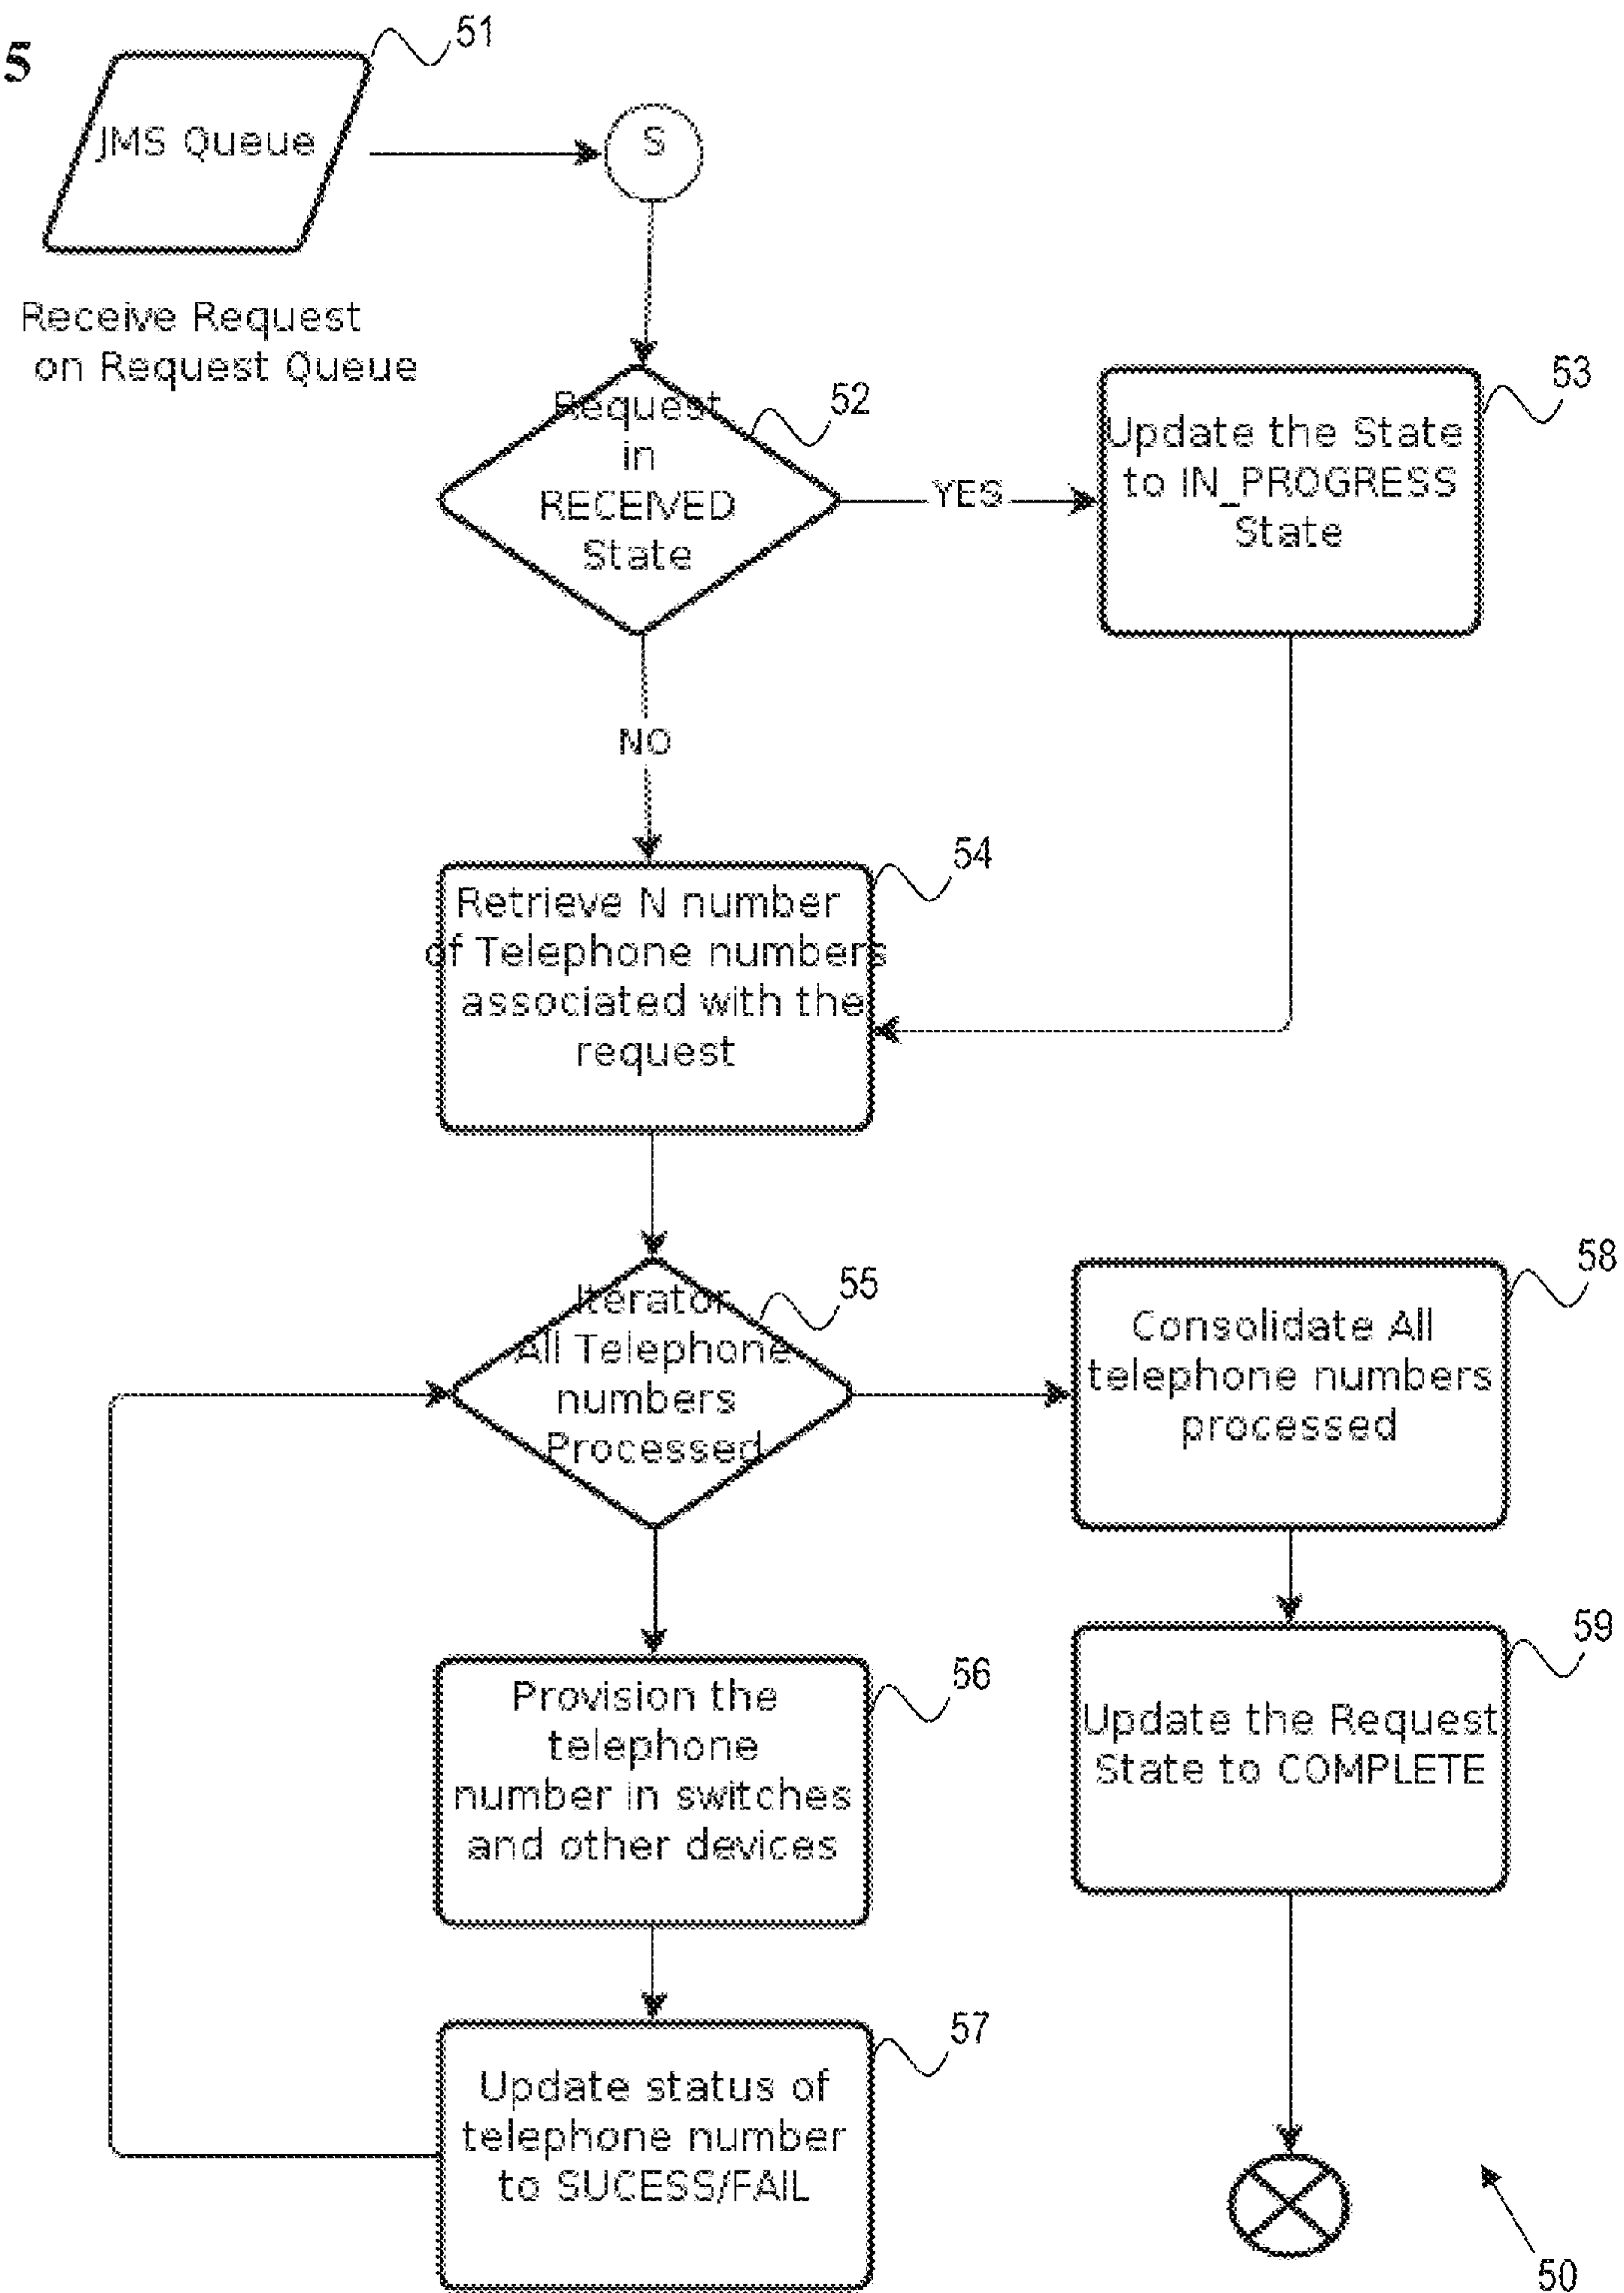 5
51
JMS Queue
S
Receive Request
on Request Queue
52
Request
in
RECEIVED
State
YES
53
Update the State
to IN_PROGRESS
State
NO
54
Retrieve N number
of Telephone numbers
associated with the
request
55
Iterator
All Telephone
numbers
Processed
58
Consolidate All
telephone numbers
processed
56
Provision the
telephone
number in switches
and other devices
59
Update the Request
State to COMPLETE
57
Update status of
telephone number
to SUCESS/FAIL
50